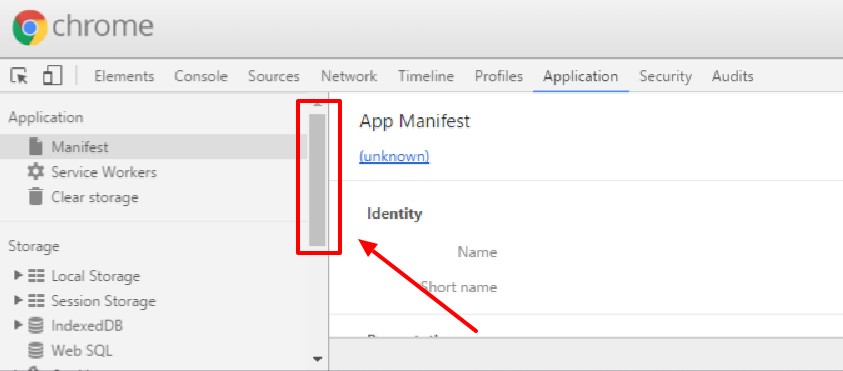 chrome
Elements Console Sources Network Timeline Profiles Application Security Audits
Application
Manifest
Service Workers
Clear storage
Storage
Local Storage
Session Storage
IndexedDB
Web SQL
App Manifest
(unknown)
Identity
Name
Short name